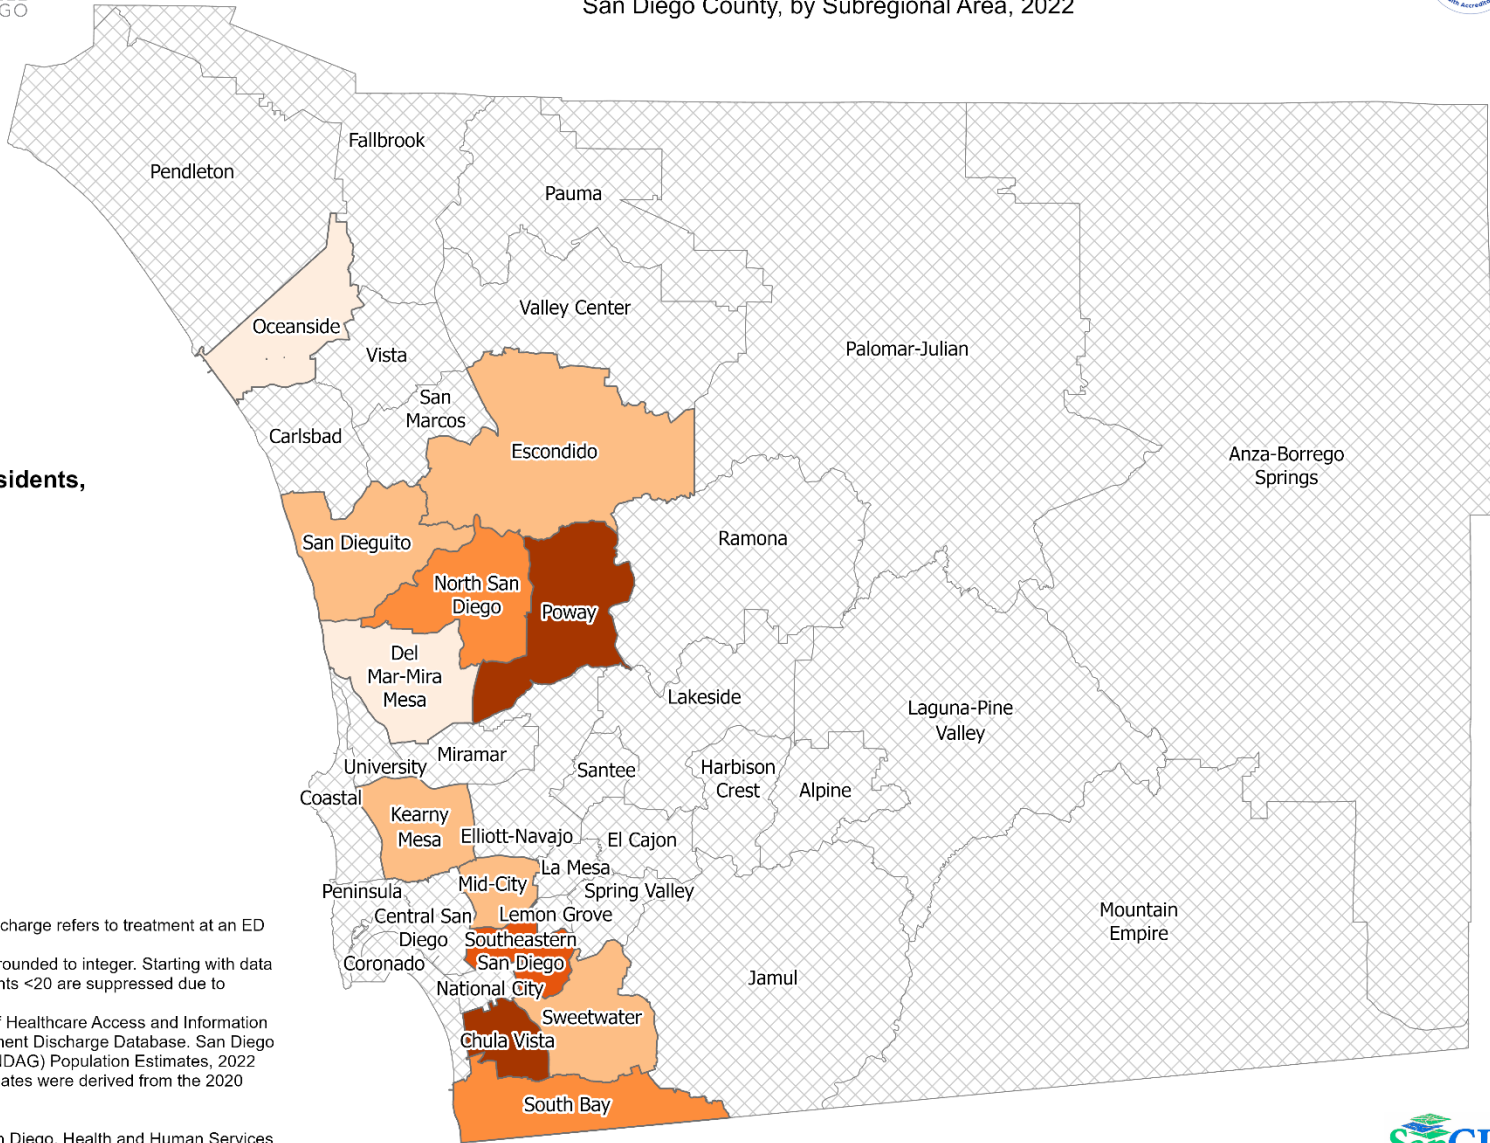 GO
San Diego County, by Subregional Area, 2022
Fallbrook
Pendleton
Pauma
Valley Center
Oceanside
Vista
Palomar-Julian
San
Marcos
Carlsbad
Escondido
Anza-Borrego
Springs
sidents,
Ramona
San Dieguito
North San
Diego
Poway
Del
Mar-Mira
Mesa
Lakeside
Laguna-Pine
Valley
Miramar
University
Santee
Harbison
Crest
Alpine
Coastal
Kearny
Mesa
Elliott-Navajo
El Cajon
La Mesa
Mid-City
Peninsula
Spring Valley
Central San
Diego
Lemon Grove
Mountain
Empire
charge refers to treatment at an ED
Southeastern
San Diego
Coronado
rounded to integer. Starting with data
nts <20 are suppressed due to
National City
Jamul
Sweetwater
f Healthcare Access and Information
ment Discharge Database. San Diego
NDAG) Population Estimates, 2022
ates were derived from the 2020
Chula Vista
South Bay
n Diego, Health and Human Services